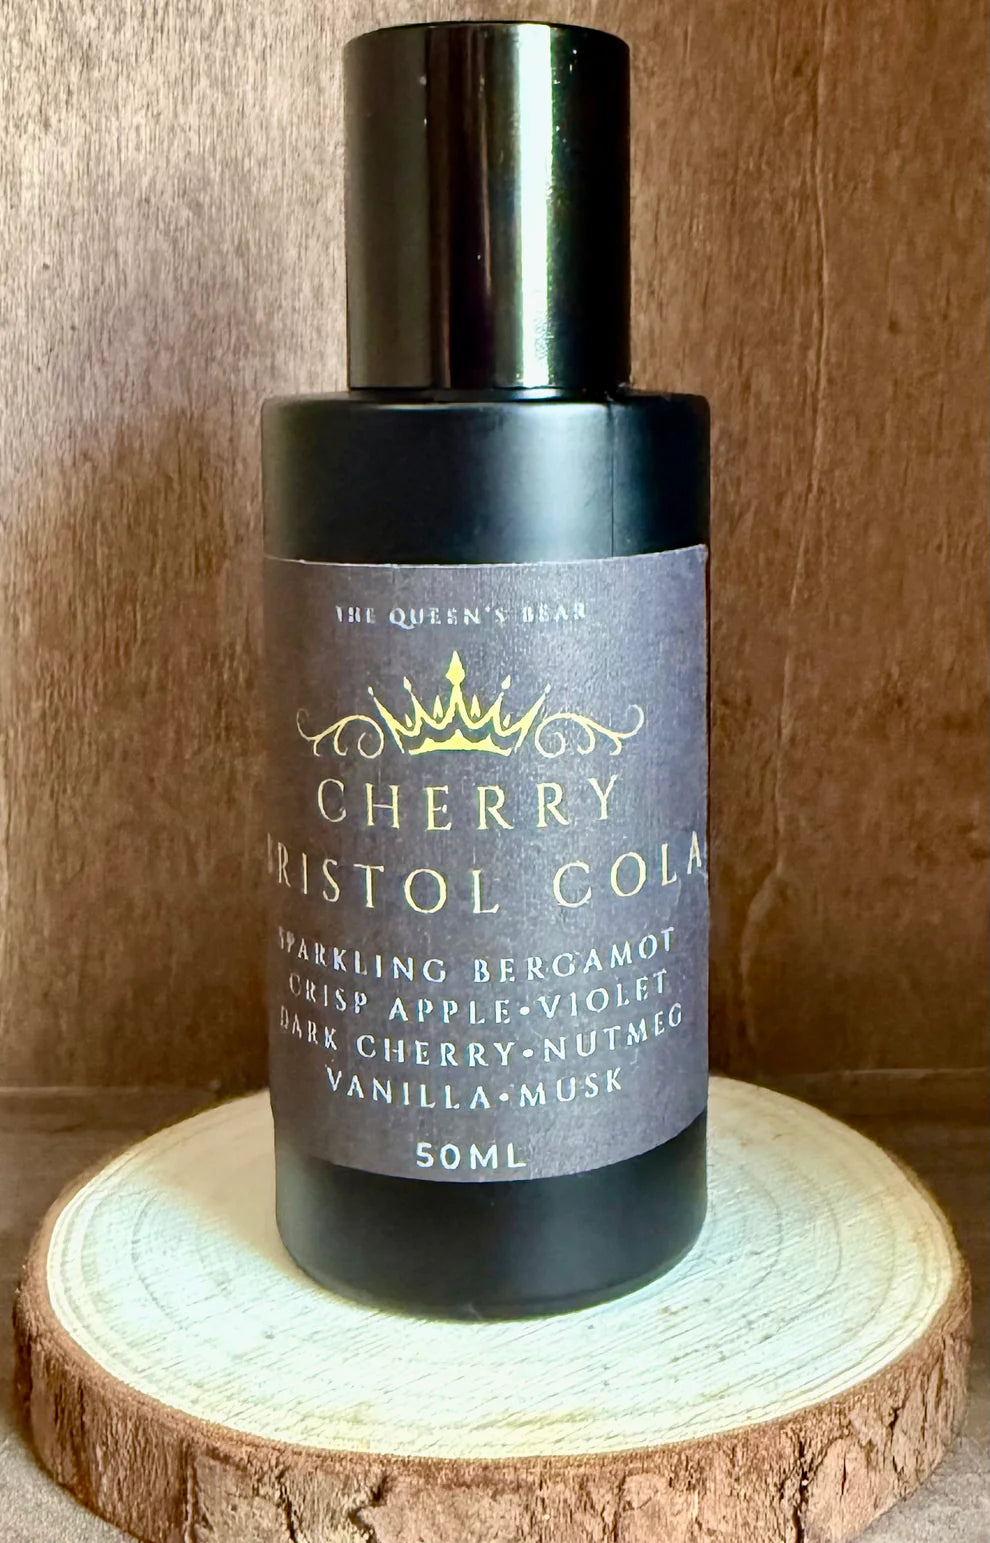 THE QUEEN'S BEAR
CHERRY
BRISTOL COLA
SPARKLING BERGAMOT
CRISP APPLE•VIOLET
DARK CHERRY•NUTMEG
VANILLA•MUSK
50ML